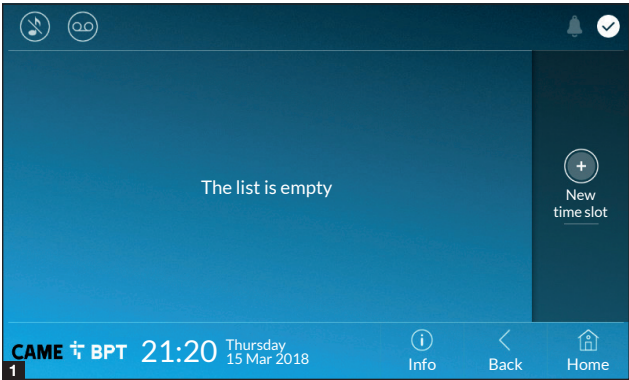 The list is empty
New
time slot
CAME BPT 21:20 Thursday
15 Mar 2018
Info Back Home
1